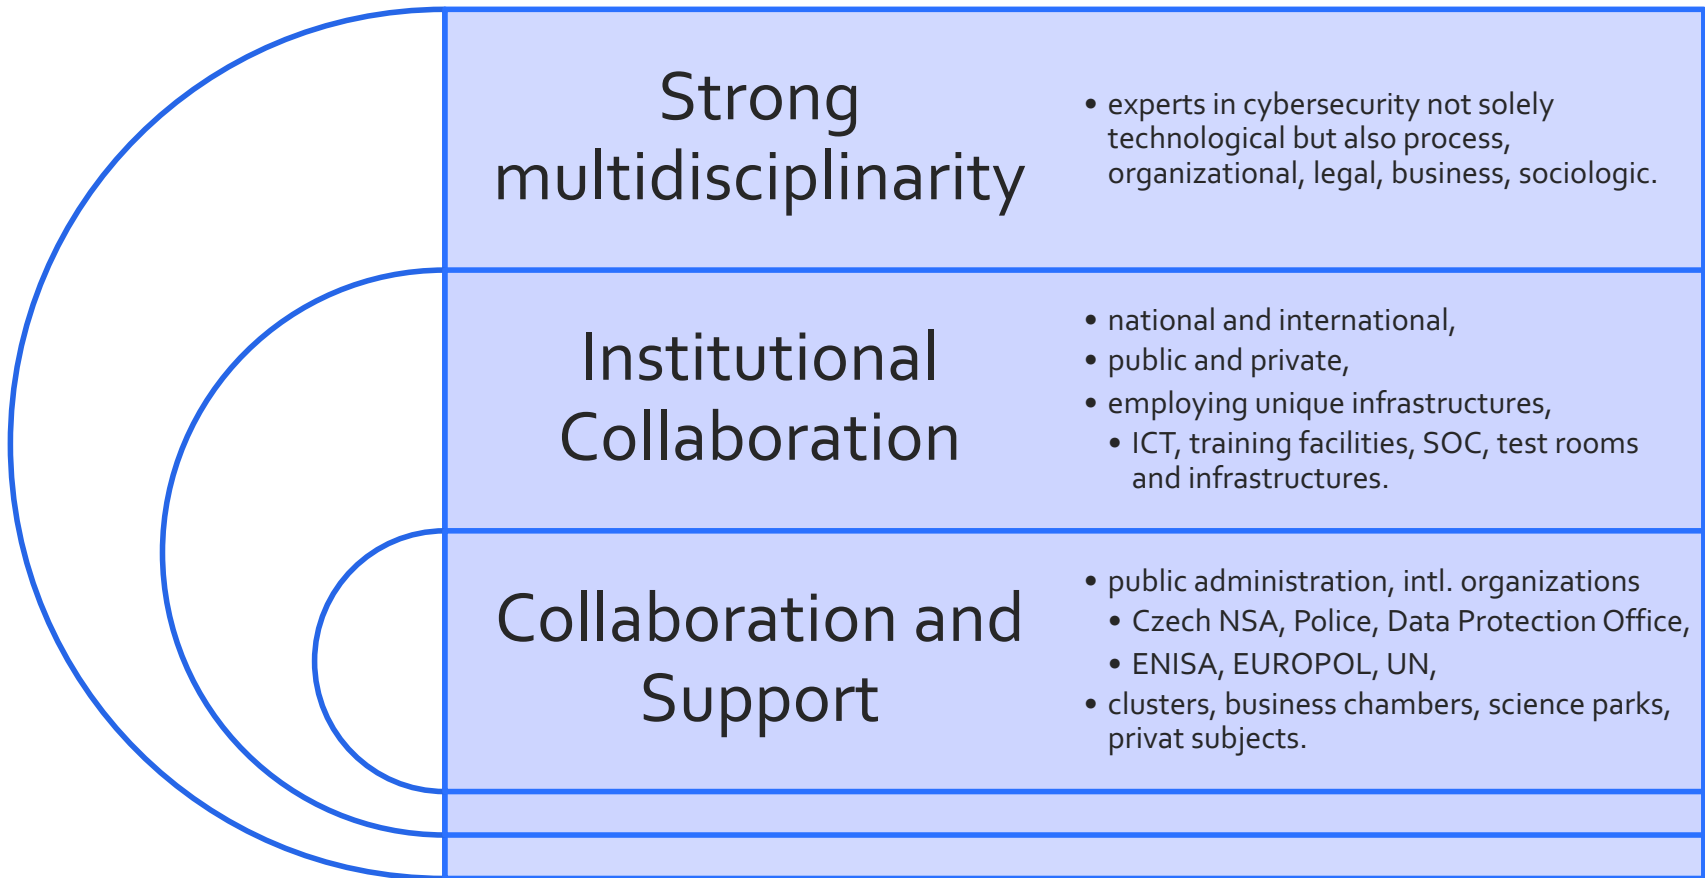 Strong
multidisciplinarity
• experts in cybersecurity not solely
technological but also process,
organizational, legal, business, sociologic.
Institutional
Collaboration
• national and international,
• public and private,
• employing unique infrastructures,
• ICT, training facilities, SOC, test rooms
and infrastructures.
Collaboration and
Support
• public administration, intl. organizations
• Czech NSA, Police, Data Protection Office,
• ENISA, EUROPOL, UN,
• clusters, business chambers, science parks,
privat subjects.